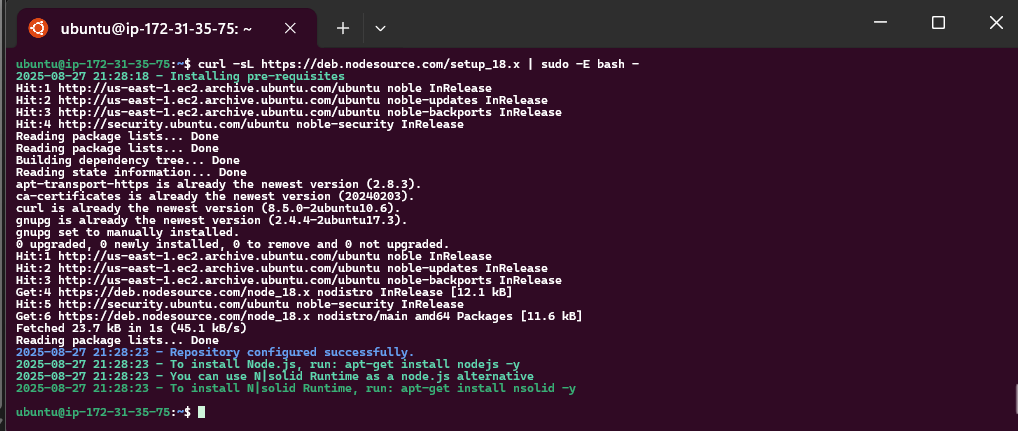 ubuntu@ip-172-31-35-75: ~
ubuntu@ip-172-31-35-75:~$ curl -sL https://deb.nodesource.com/setup_18.x | sudo -E bash -
2025-08-27 21:28:18 - Installing pre-requisites
Hit:1 http://us-east-1.ec2.archive.ubuntu.com/ubuntu noble InRelease
Hit:2 http://us-east-1.ec2.archive.ubuntu.com/ubuntu noble-updates InRelease
Hit:3 http://us-east-1.ec2.archive.ubuntu.com/ubuntu noble-backports InRelease
Hit:4 http://security.ubuntu.com/ubuntu noble-security InRelease
Reading package lists... Done
Reading package lists... Done
Building dependency tree... Done
Reading state information... Done
apt-transport-https is already the newest version (2.8.3).
ca-certificates is already the newest version (20240203).
curl is already the newest version (8.5.0-2ubuntu10.6).
gnupg is already the newest version (2.4.4-2ubuntu17.3).
gnupg set to manually installed.
0 upgraded, 0 newly installed, 0 to remove and 0 not upgraded.
Hit:1 http://us-east-1.ec2.archive.ubuntu.com/ubuntu noble InRelease
Hit:2 http://us-east-1.ec2.archive.ubuntu.com/ubuntu noble-updates InRelease
Hit:3 http://us-east-1.ec2.archive.ubuntu.com/ubuntu noble-backports InRelease
Get:4 https://deb.nodesource.com/node_18.x nodistro InRelease [12.1 kB]
Hit:5 http://security.ubuntu.com/ubuntu noble-security InRelease
Get:6 https://deb.nodesource.com/node_18.x nodistro/main amd64 Packages [11.6 kB]
Fetched 23.7 kB in 1s (45.1 kB/s)
Reading package lists... Done
2025-08-27 21:28:23 - Repository configured successfully.
2025-08-27 21:28:23 - To install Node.js, run: apt-get install nodejs -y
2025-08-27 21:28:23 - You can use N|solid Runtime as a node.js alternative
2025-08-27 21:28:23 - To install N|solid Runtime, run: apt-get install nsolid -y
ubuntu@ip-172-31-35-75:~$